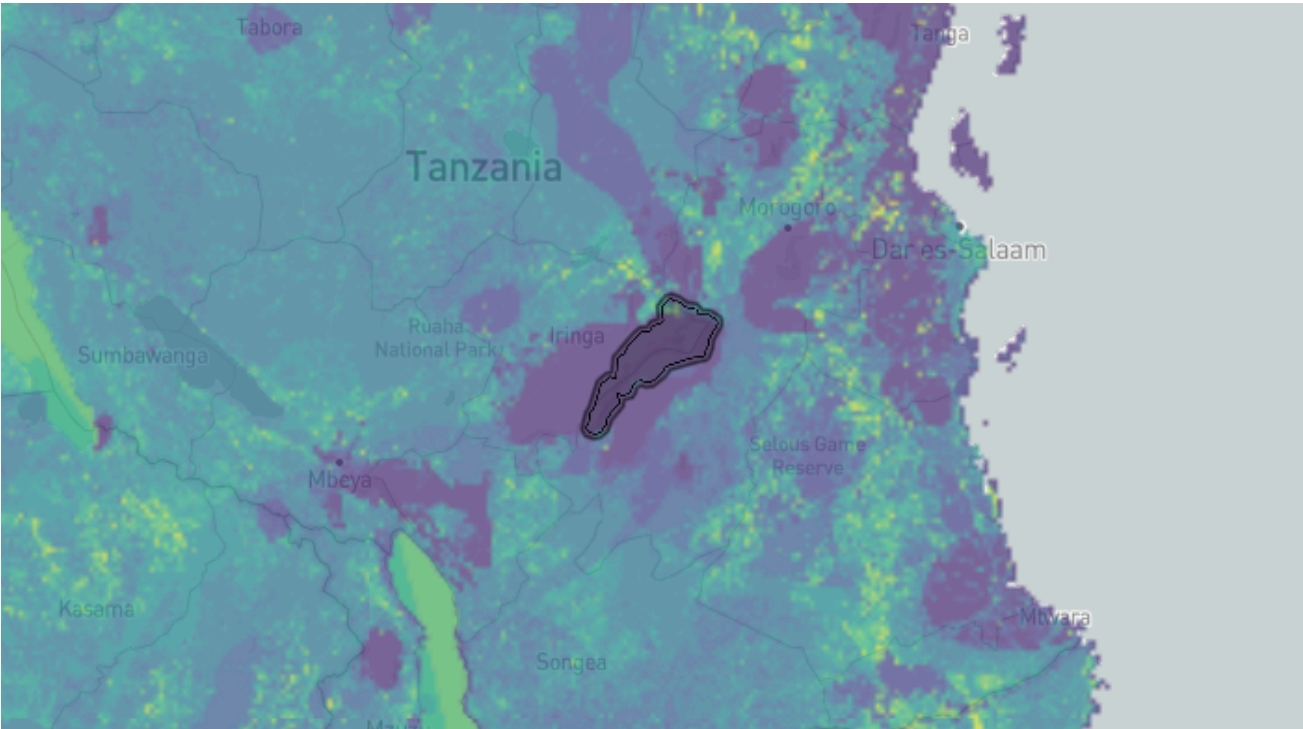 Tabora
Tanga
Tanzania
Morogoro
Dar es-Salaam
Ruaha
National Park
Iringa
Sumbawanga
Selous Game
Reserve
Mbeya
Kasama
Mtwara
Songea